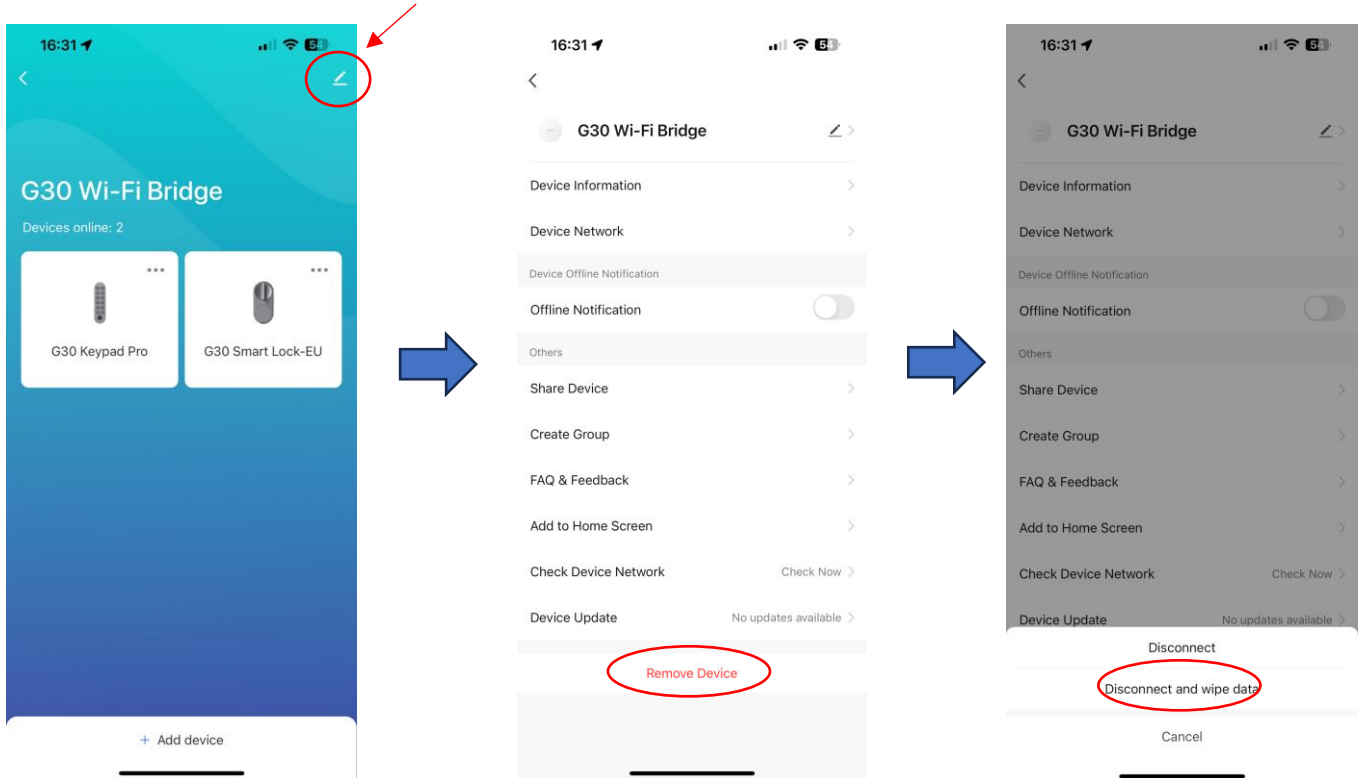 16:31
54
G30 Wi-Fi Bridge
Devices online: 2
G30 Keypad Pro
G30 Smart Lock-EU
+ Add device
16:31
54
G30 Wi-Fi Bridge
Device Information
Device Network
Device Offline Notification
Offline Notification
Others
Share Device
Create Group
FAQ & Feedback
Add to Home Screen
Check Device Network Check Now
Device Update No updates available
Remove Device
16:31
54
G30 Wi-Fi Bridge
Device Information
Device Network
Device Offline Notification
Offline Notification
Others
Share Device
Create Group
FAQ & Feedback
Add to Home Screen
Check Device Network Check Now
Device Update No updates available
Disconnect
Disconnect and wipe data
Cancel